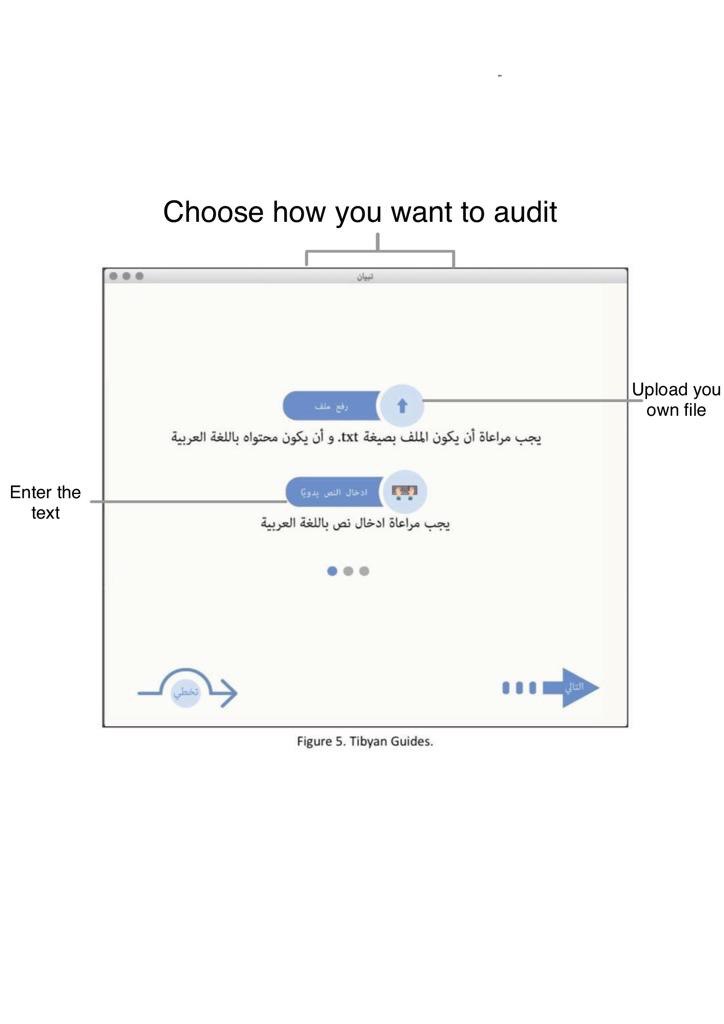 -
Choose how you want to audit
تبيان
رفع ملف
Upload you
own file
يجب مراعاة أن يكون الملف بصيغة txt. و أن يكون محتواه باللغة العربية
ادخال النص يدويًا
Enter the
text
يجب مراعاة ادخال نص باللغة العربية
التالي
تخطي
Figure 5. Tibyan Guides.